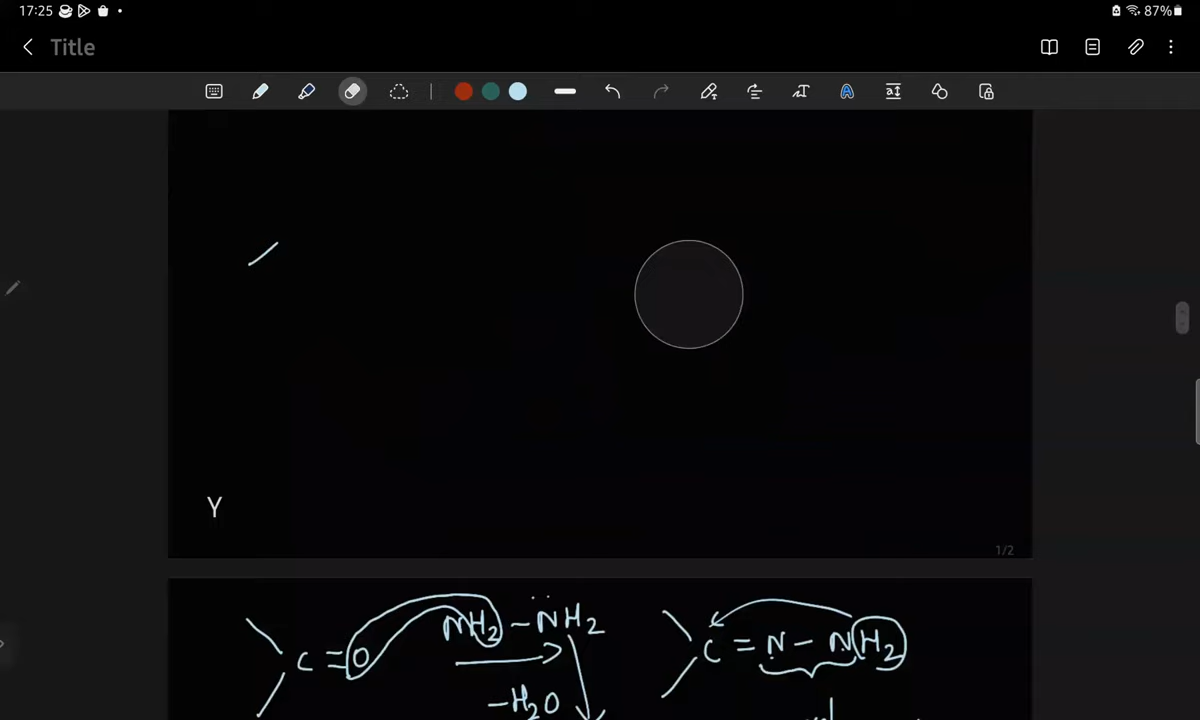 17:25 87%
Title
Y
1/2
C = O NH2 – NH2 C = N – NH2
–H2O